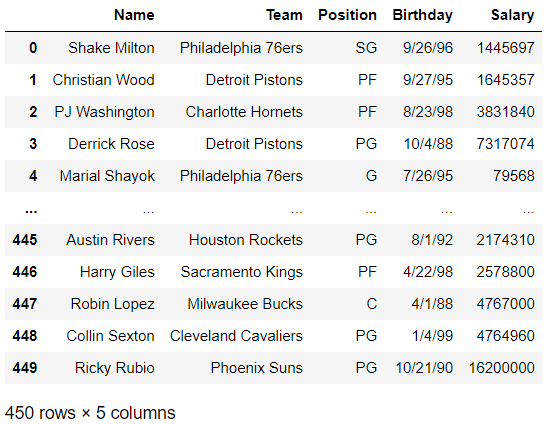 Name Team Position Birthday Salary
0 Shake Milton Philadelphia 76ers SG 9/26/96 1445697
1 Christian Wood Detroit Pistons PF 9/27/95 1645357
2 PJ Washington Charlotte Hornets PF 8/23/98 3831840
3 Derrick Rose Detroit Pistons PG 10/4/88 7317074
4 Marial Shayok Philadelphia 76ers G 7/26/95 79568
... ... ... ... ... ...
445 Austin Rivers Houston Rockets PG 8/1/92 2174310
446 Harry Giles Sacramento Kings PF 4/22/98 2578800
447 Robin Lopez Milwaukee Bucks C 4/1/88 4767000
448 Collin Sexton Cleveland Cavaliers PG 1/4/99 4764960
449 Ricky Rubio Phoenix Suns PG 10/21/90 16200000
450 rows × 5 columns